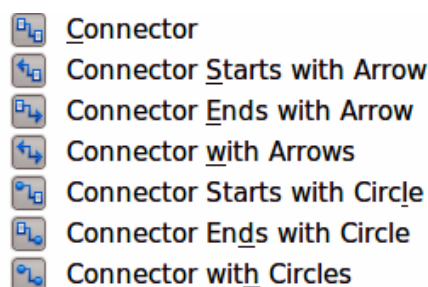 Connector
Connector Starts with Arrow
Connector Ends with Arrow
Connector with Arrows
Connector Starts with Circle
Connector Ends with Circle
Connector with Circles